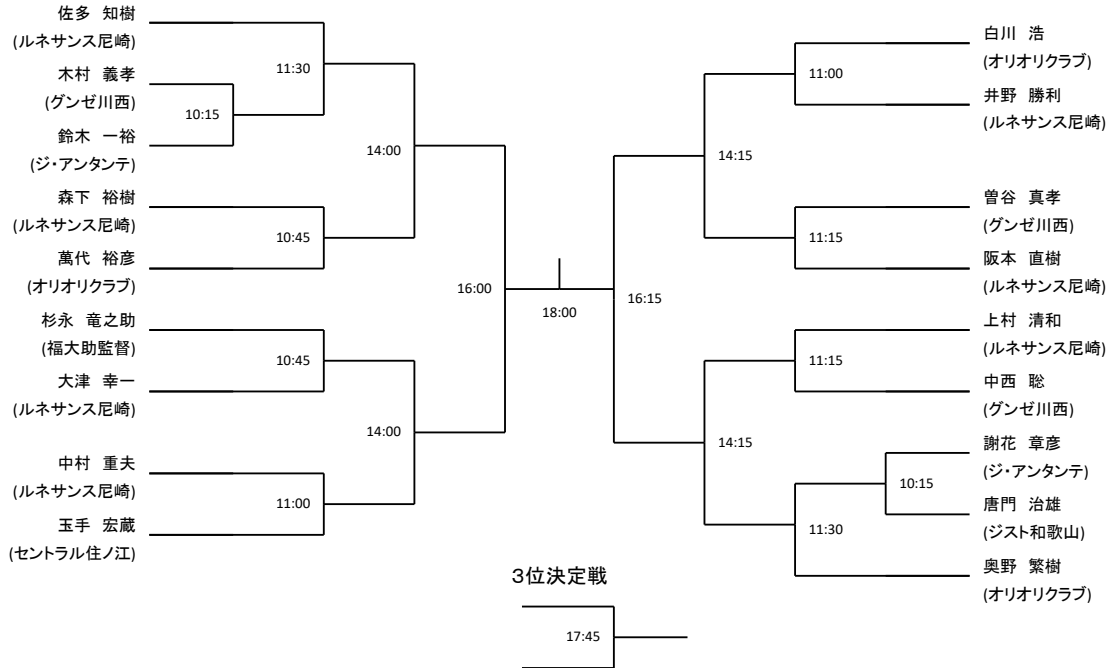 佐多 知樹
(ルネサンス尼崎)
11:30
木村 義孝
(グンゼ川西)
10:15
鈴木 一裕
(ジ・アンタンテ)
14:00
森下 裕樹
(ルネサンス尼崎)
10:45
萬代 裕彦
(オリオリクラブ)
16:00
杉永 竜之助
(福大助監督)
10:45
大津 幸一
(ルネサンス尼崎)
14:00
中村 重夫
(ルネサンス尼崎)
11:00
玉手 宏蔵
(セントラル住ノ江)
18:00
白川 浩
(オリオリクラブ)
11:00
井野 勝利
(ルネサンス尼崎)
14:15
曽谷 真孝
(グンゼ川西)
11:15
阪本 直樹
(ルネサンス尼崎)
16:15
上村 清和
(ルネサンス尼崎)
11:15
中西 聡
(グンゼ川西)
14:15
謝花 章彦
(ジ・アンタンテ)
10:15
唐門 治雄
(ジスト和歌山)
11:30
奥野 繁樹
(オリオリクラブ)
3位決定戦
17:45